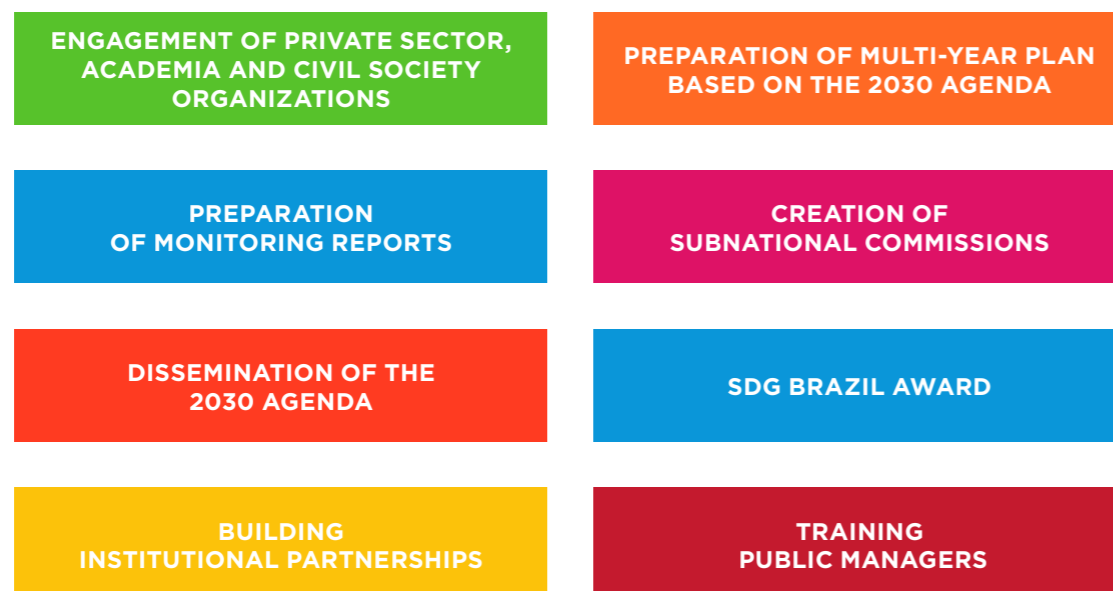 ENGAGEMENT OF PRIVATE SECTOR,
ACADEMIA AND CIVIL SOCIETY
ORGANIZATIONS
PREPARATION OF MULTI-YEAR PLAN
BASED ON THE 2030 AGENDA
PREPARATION
OF MONITORING REPORTS
CREATION OF
SUBNATIONAL COMMISSIONS
DISSEMINATION OF THE
2030 AGENDA
SDG BRAZIL AWARD
BUILDING
INSTITUTIONAL PARTNERSHIPS
TRAINING
PUBLIC MANAGERS